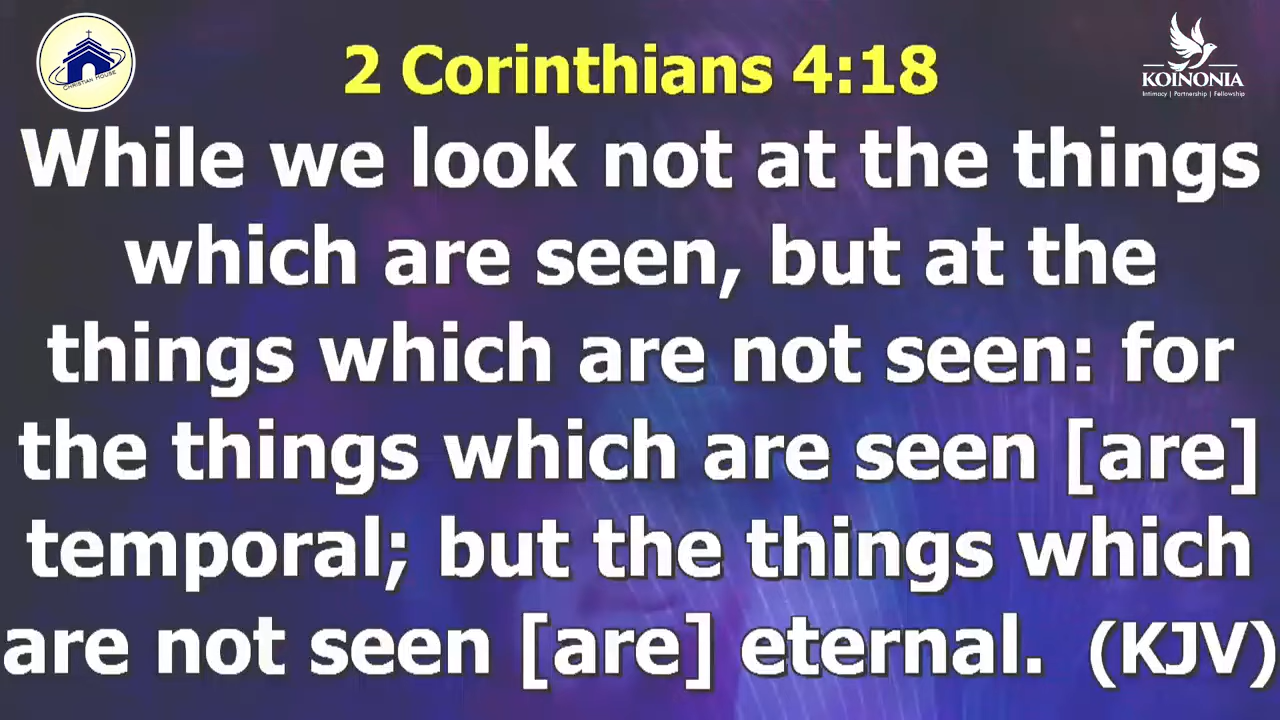 CHRISTIAN HOUSE
2 Corinthians 4:18
KOINONIA
Intimacy | Partnership | Fellowship
While we look not at the things
which are seen, but at the
things which are not seen: for
the things which are seen [are]
temporal; but the things which
are not seen [are] eternal. (KJV)